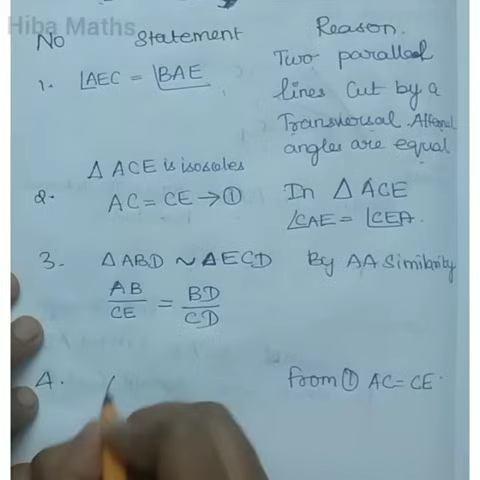 Hiba Maths
No Statement Reason.
1. ∠AEC = ∠BAE Two parallel
lines cut by a
Transversal. Alternal
angles are equal
△ ACE is isosceles
2. AC = CE → ① In △ ACE
∠CAE = ∠CEA.
3. △ ABD ~ △ECD By AA Similarity
AB/CE = BD/CD
4. ( from ① AC = CE.